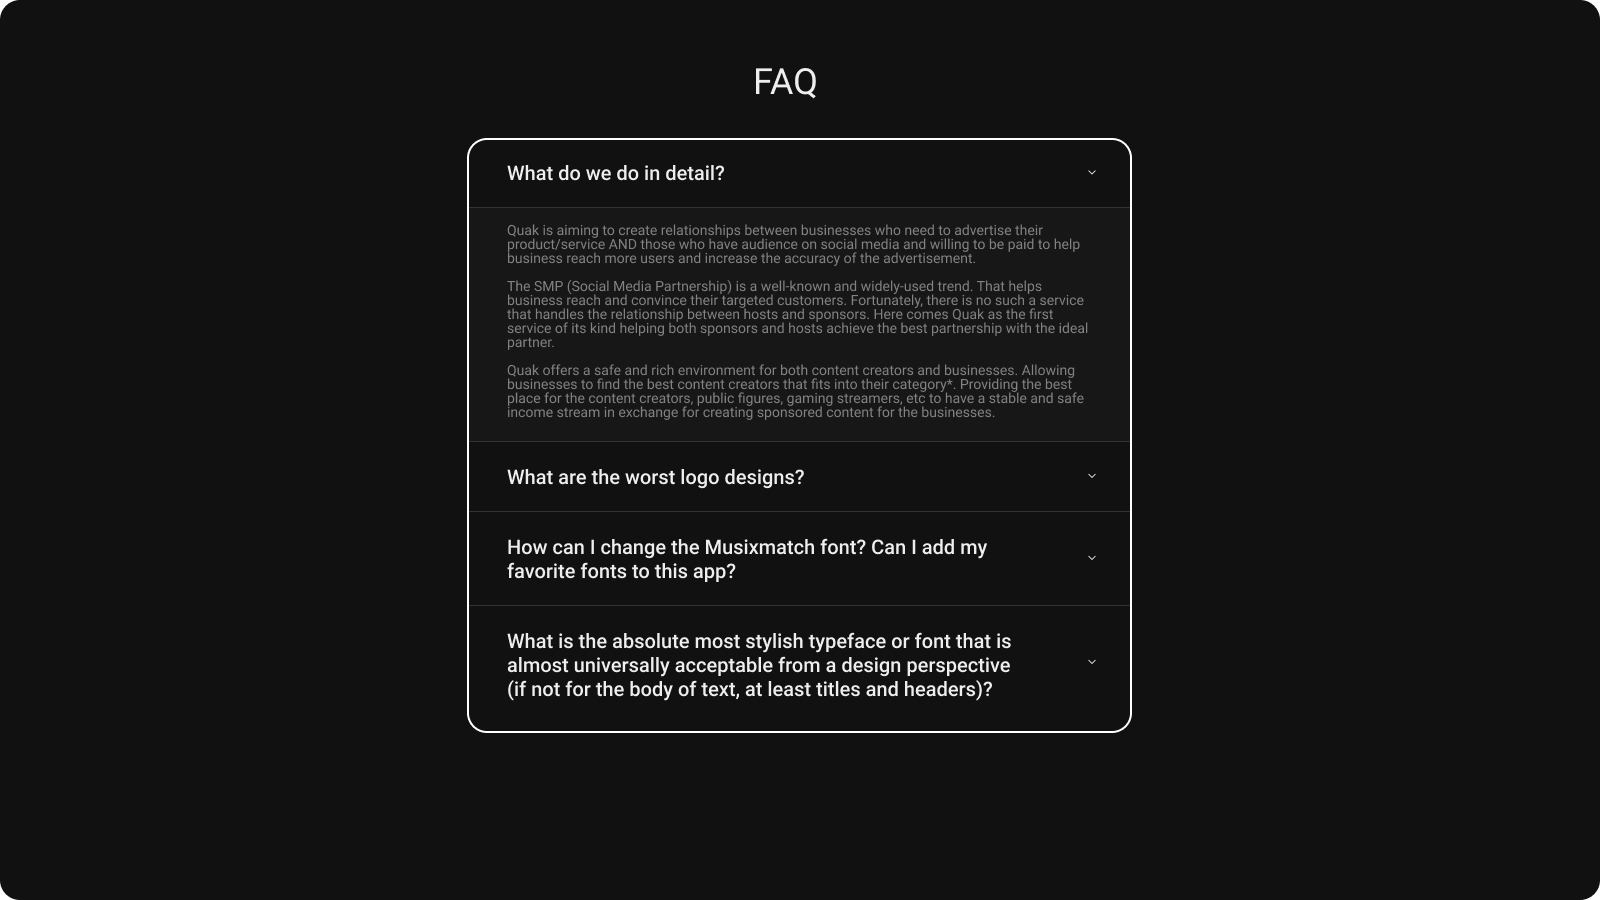 FAQ
What do we do in detail?
Quak is aiming to create relationships between businesses who need to advertise their
product/service AND those who have audience on social media and willing to be paid to help
business reach more users and increase the accuracy of the advertisement.
The SMP (Social Media Partnership) is a well-known and widely-used trend. That helps
business reach and convince their targeted customers. Fortunately, there is no such a service
that handles the relationship between hosts and sponsors. Here comes Quak as the first
service of its kind helping both sponsors and hosts achieve the best partnership with the ideal
partner.
Quak offers a safe and rich environment for both content creators and businesses. Allowing
businesses to find the best content creators that fits into their category*. Providing the best
place for the content creators, public figures, gaming streamers, etc to have a stable and safe
income stream in exchange for creating sponsored content for the businesses.
What are the worst logo designs?
How can I change the Musixmatch font? Can I add my
favorite fonts to this app?
What is the absolute most stylish typeface or font that is
almost universally acceptable from a design perspective
(if not for the body of text, at least titles and headers)?